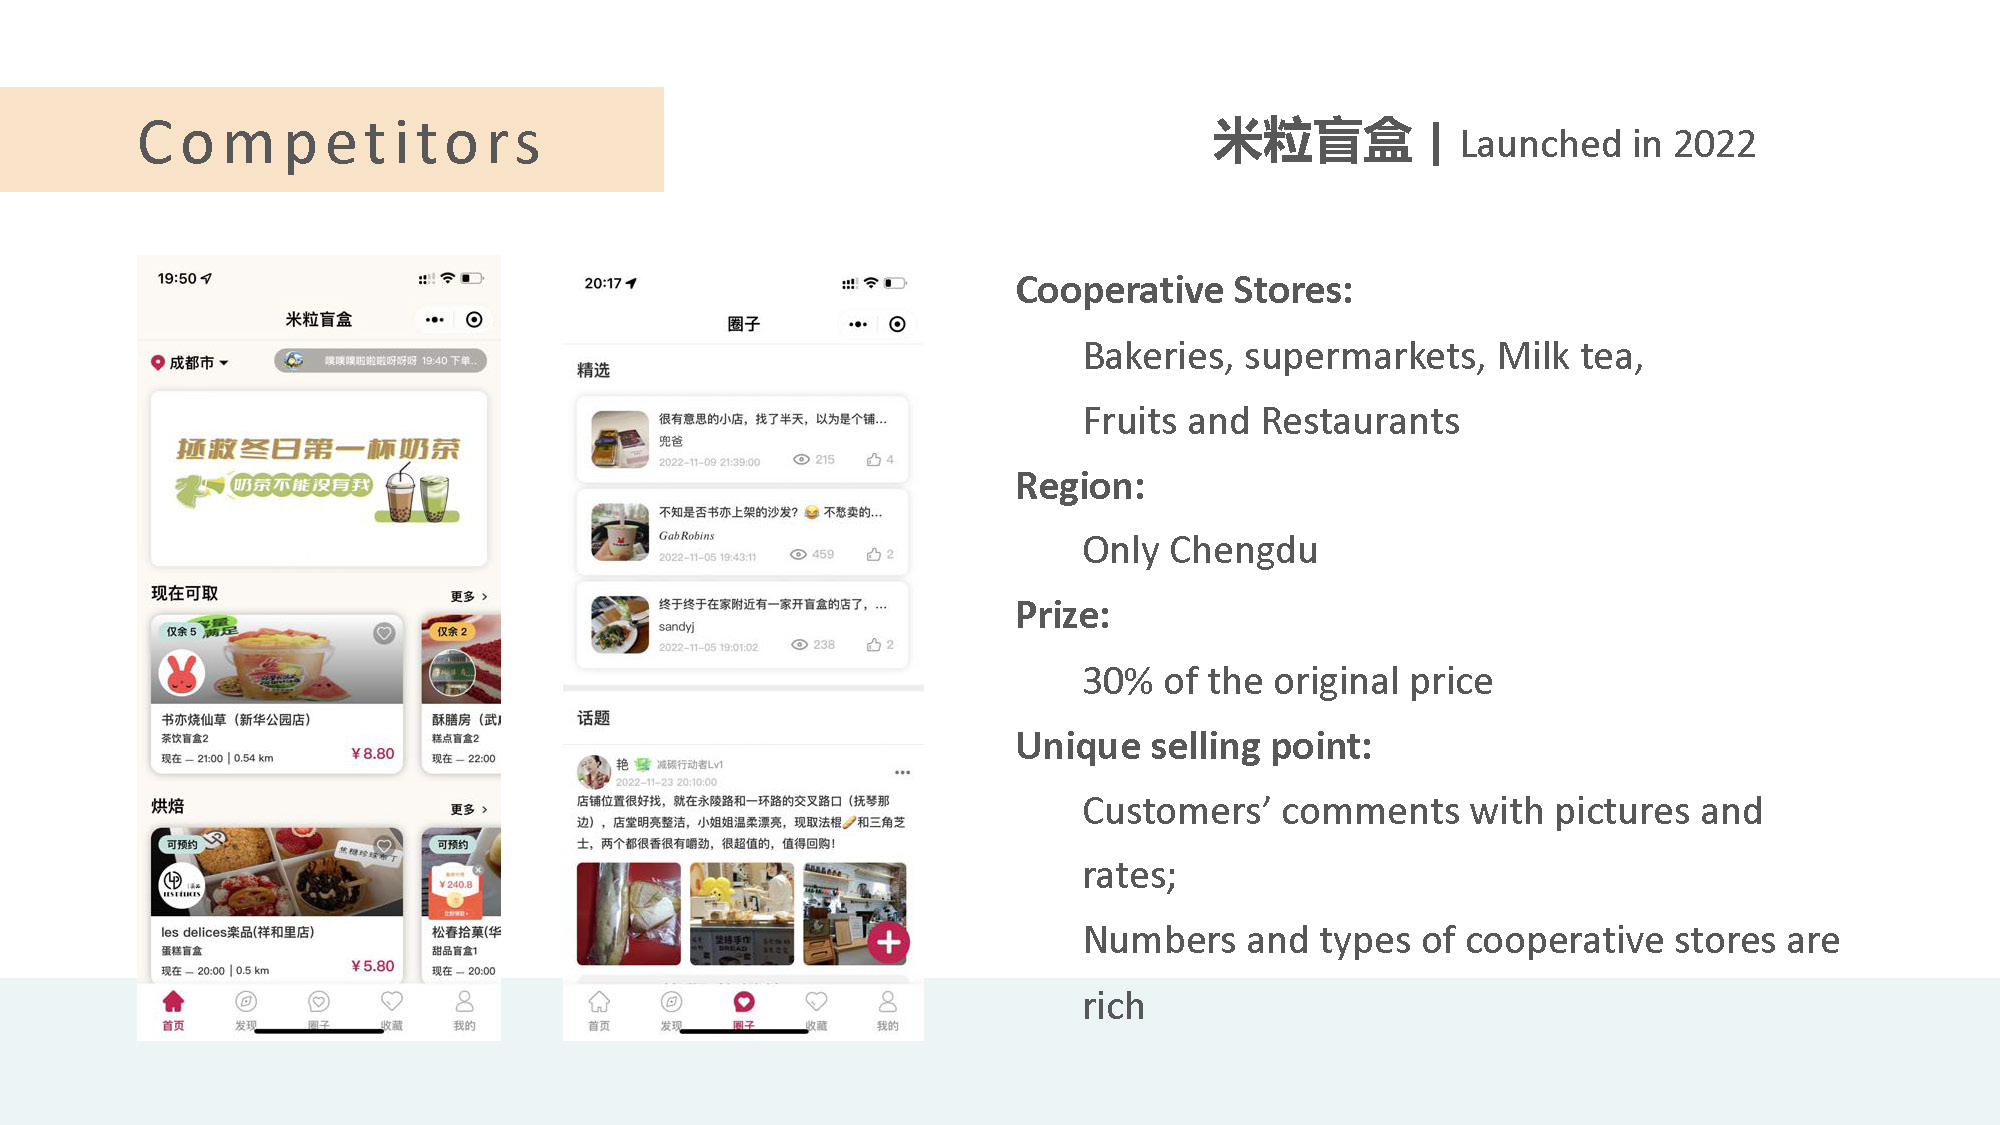 Competitors
米粒盲盒 | Launched in 2022
19:50
米粒盲盒
成都市
噗噗噗啦啦啦呀呀呀 19:40 下单..
拯救冬日第一杯奶茶
奶茶不能没有我
现在可取
更多 >
仅余 5
仅余 2
书亦烧仙草（新华公园店）
茶饮盲盒2
现在 — 21:00 | 0.54 km
¥ 8.80
酥膳房（武
糕点盲盒2
现在 — 22:00
烘焙
更多 >
可预约
可预约
¥ 240.8
les delices楽品(祥和里店)
蛋糕盲盒
现在 — 20:00 | 0.5 km
¥ 5.80
松春拾菓(华
甜品盲盒1
现在 — 20:00
首页
发现
圈子
收藏
我的
20:17
圈子
精选
很有意思的小店，找了半天，以为是个铺...
兜爸
2022-11-09 21:39:00
215
4
不知是否书亦上架的沙发？😂 不愁卖的...
GabRobins
2022-11-05 19:43:11
459
2
终于终于在家附近有一家开盲盒的店了，...
sandyj
2022-11-05 19:01:02
238
2
话题
艳
减碳行动者Lv1
2022-11-23 20:10:00
店铺位置很好找，就在永陵路和一环路的交叉路口（抚琴那
边），店堂明亮整洁，小姐姐温柔漂亮，现取法棍🥖和三角芝
士，两个都很香很有嚼劲，很超值的，值得回购！
坚持手作
BREAD
首页
发现
圈子
收藏
我的
Cooperative Stores:
Bakeries, supermarkets, Milk tea,
Fruits and Restaurants
Region:
Only Chengdu
Prize:
30% of the original price
Unique selling point:
Customers’ comments with pictures and
rates;
Numbers and types of cooperative stores are
rich